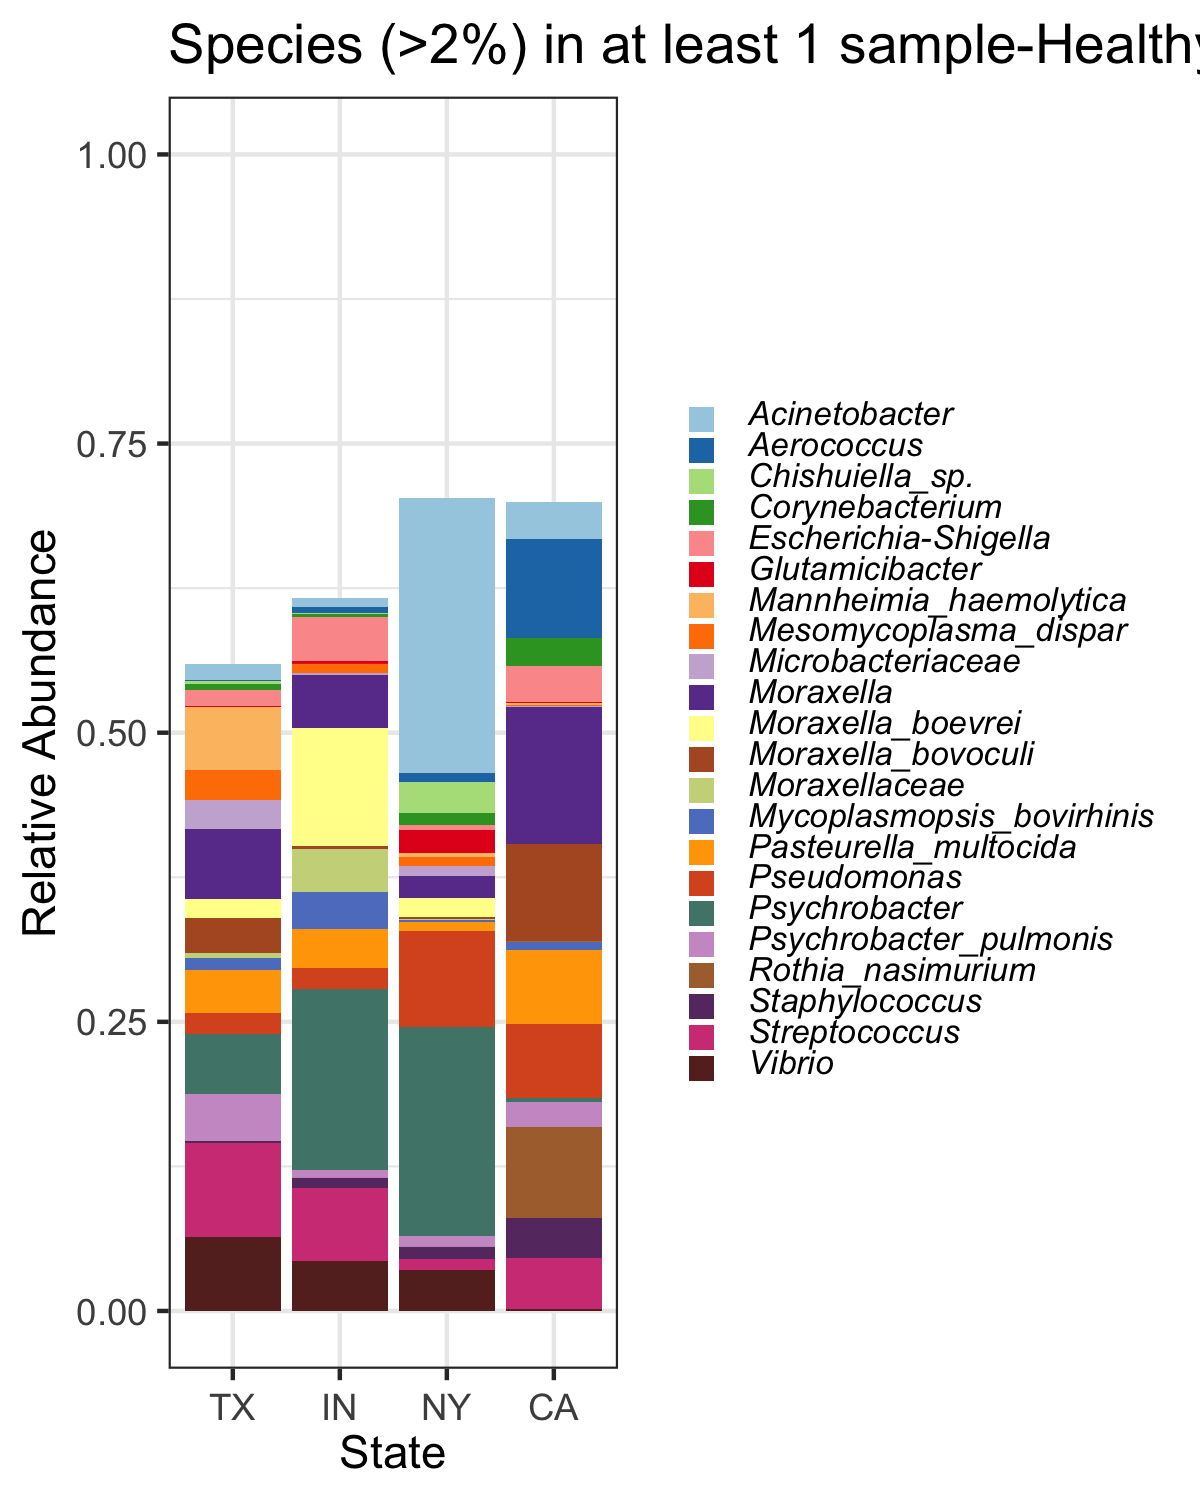 Species (>2%) in at least 1 sample-Healthy
1.00
0.75
0.50
0.25
0.00
Relative Abundance
TX IN NY CA
State
Acinetobacter
Aerococcus
Chishuiella_sp.
Corynebacterium
Escherichia-Shigella
Glutamicibacter
Mannheimia_haemolytica
Mesomycoplasma_dispar
Microbacteriaceae
Moraxella
Moraxella_boevrei
Moraxella_bovoculi
Moraxellaceae
Mycoplasmopsis_bovirhinis
Pasteurella_multocida
Pseudomonas
Psychrobacter
Psychrobacter_pulmonis
Rothia_nasimurium
Staphylococcus
Streptococcus
Vibrio